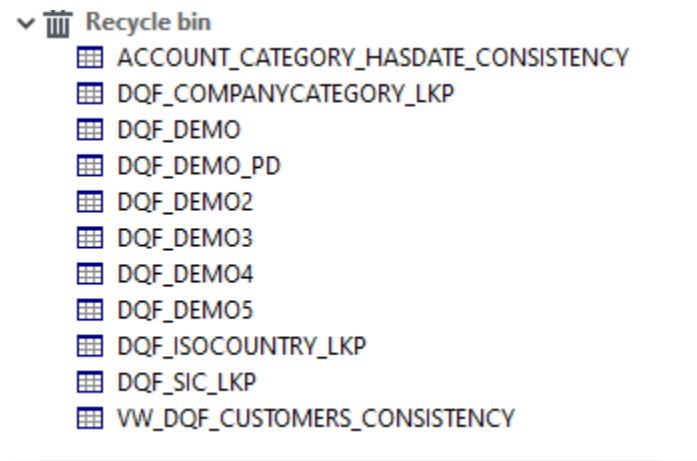 Recycle bin
ACCOUNT_CATEGORY_HASDATE_CONSISTENCY
DQF_COMPANYCATEGORY_LKP
DQF_DEMO
DQF_DEMO_PD
DQF_DEMO2
DQF_DEMO3
DQF_DEMO4
DQF_DEMO5
DQF_ISOCOUNTRY_LKP
DQF_SIC_LKP
VW_DQF_CUSTOMERS_CONSISTENCY